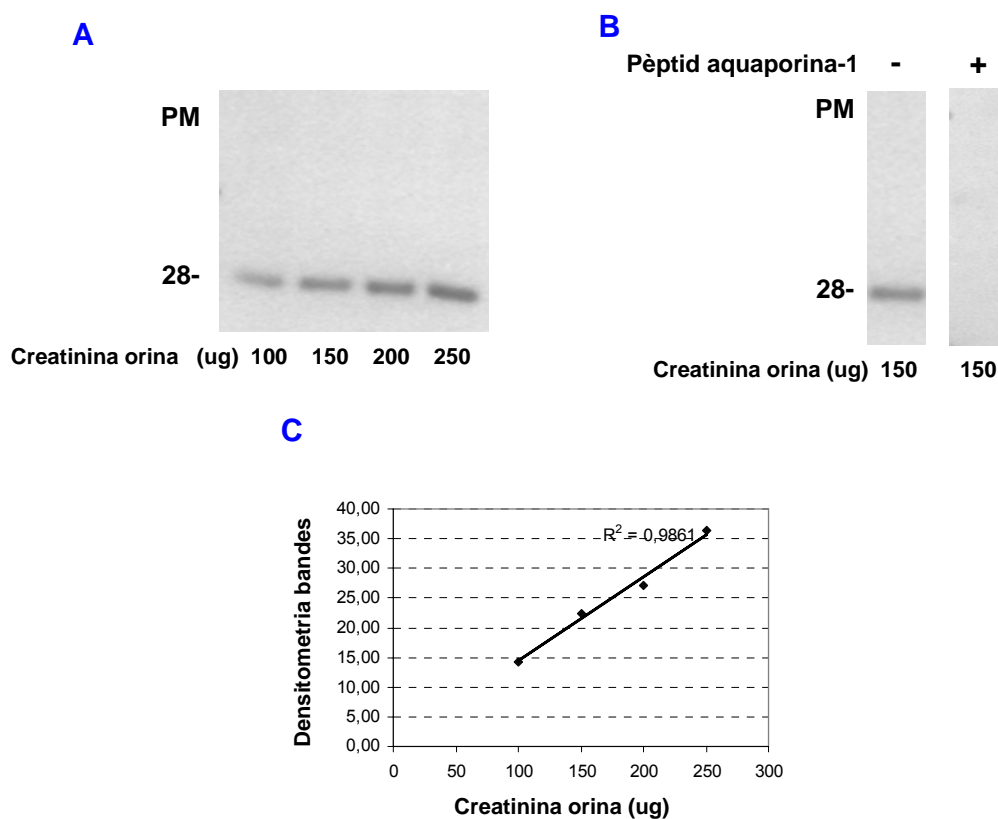 A
PM
28-
Creatinina orina (ug) 100 150 200 250
B
Pèptid aquaporina-1 - +
PM
28-
Creatinina orina (ug) 150 150
C
Densitometria bandes
40,00
35,00
30,00
25,00
20,00
15,00
10,00
5,00
0,00
R² = 0,9861
0 50 100 150 200 250 300
Creatinina orina (ug)